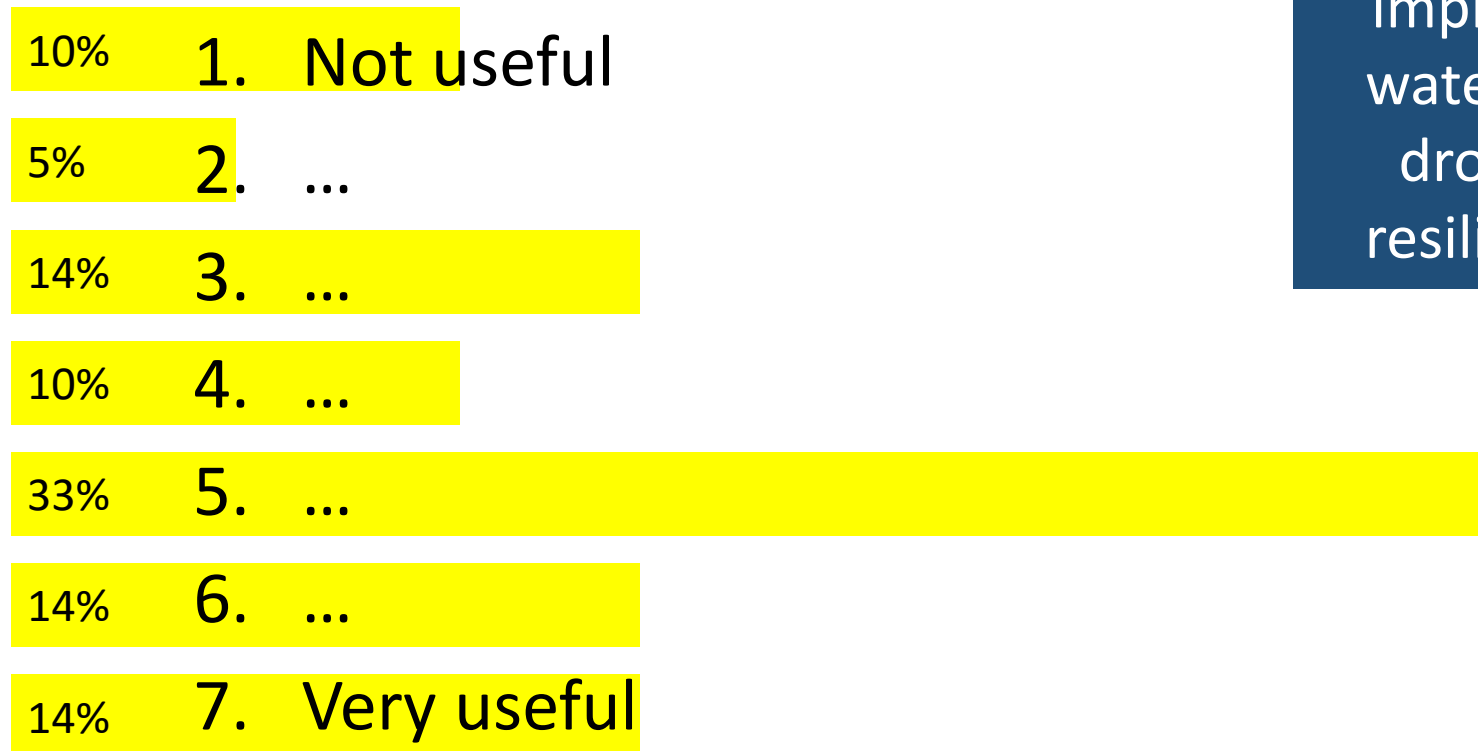 10% 1. Not useful
5% 2. ...
14% 3. ...
10% 4. ...
33% 5. ...
14% 6. ...
14% 7. Very useful